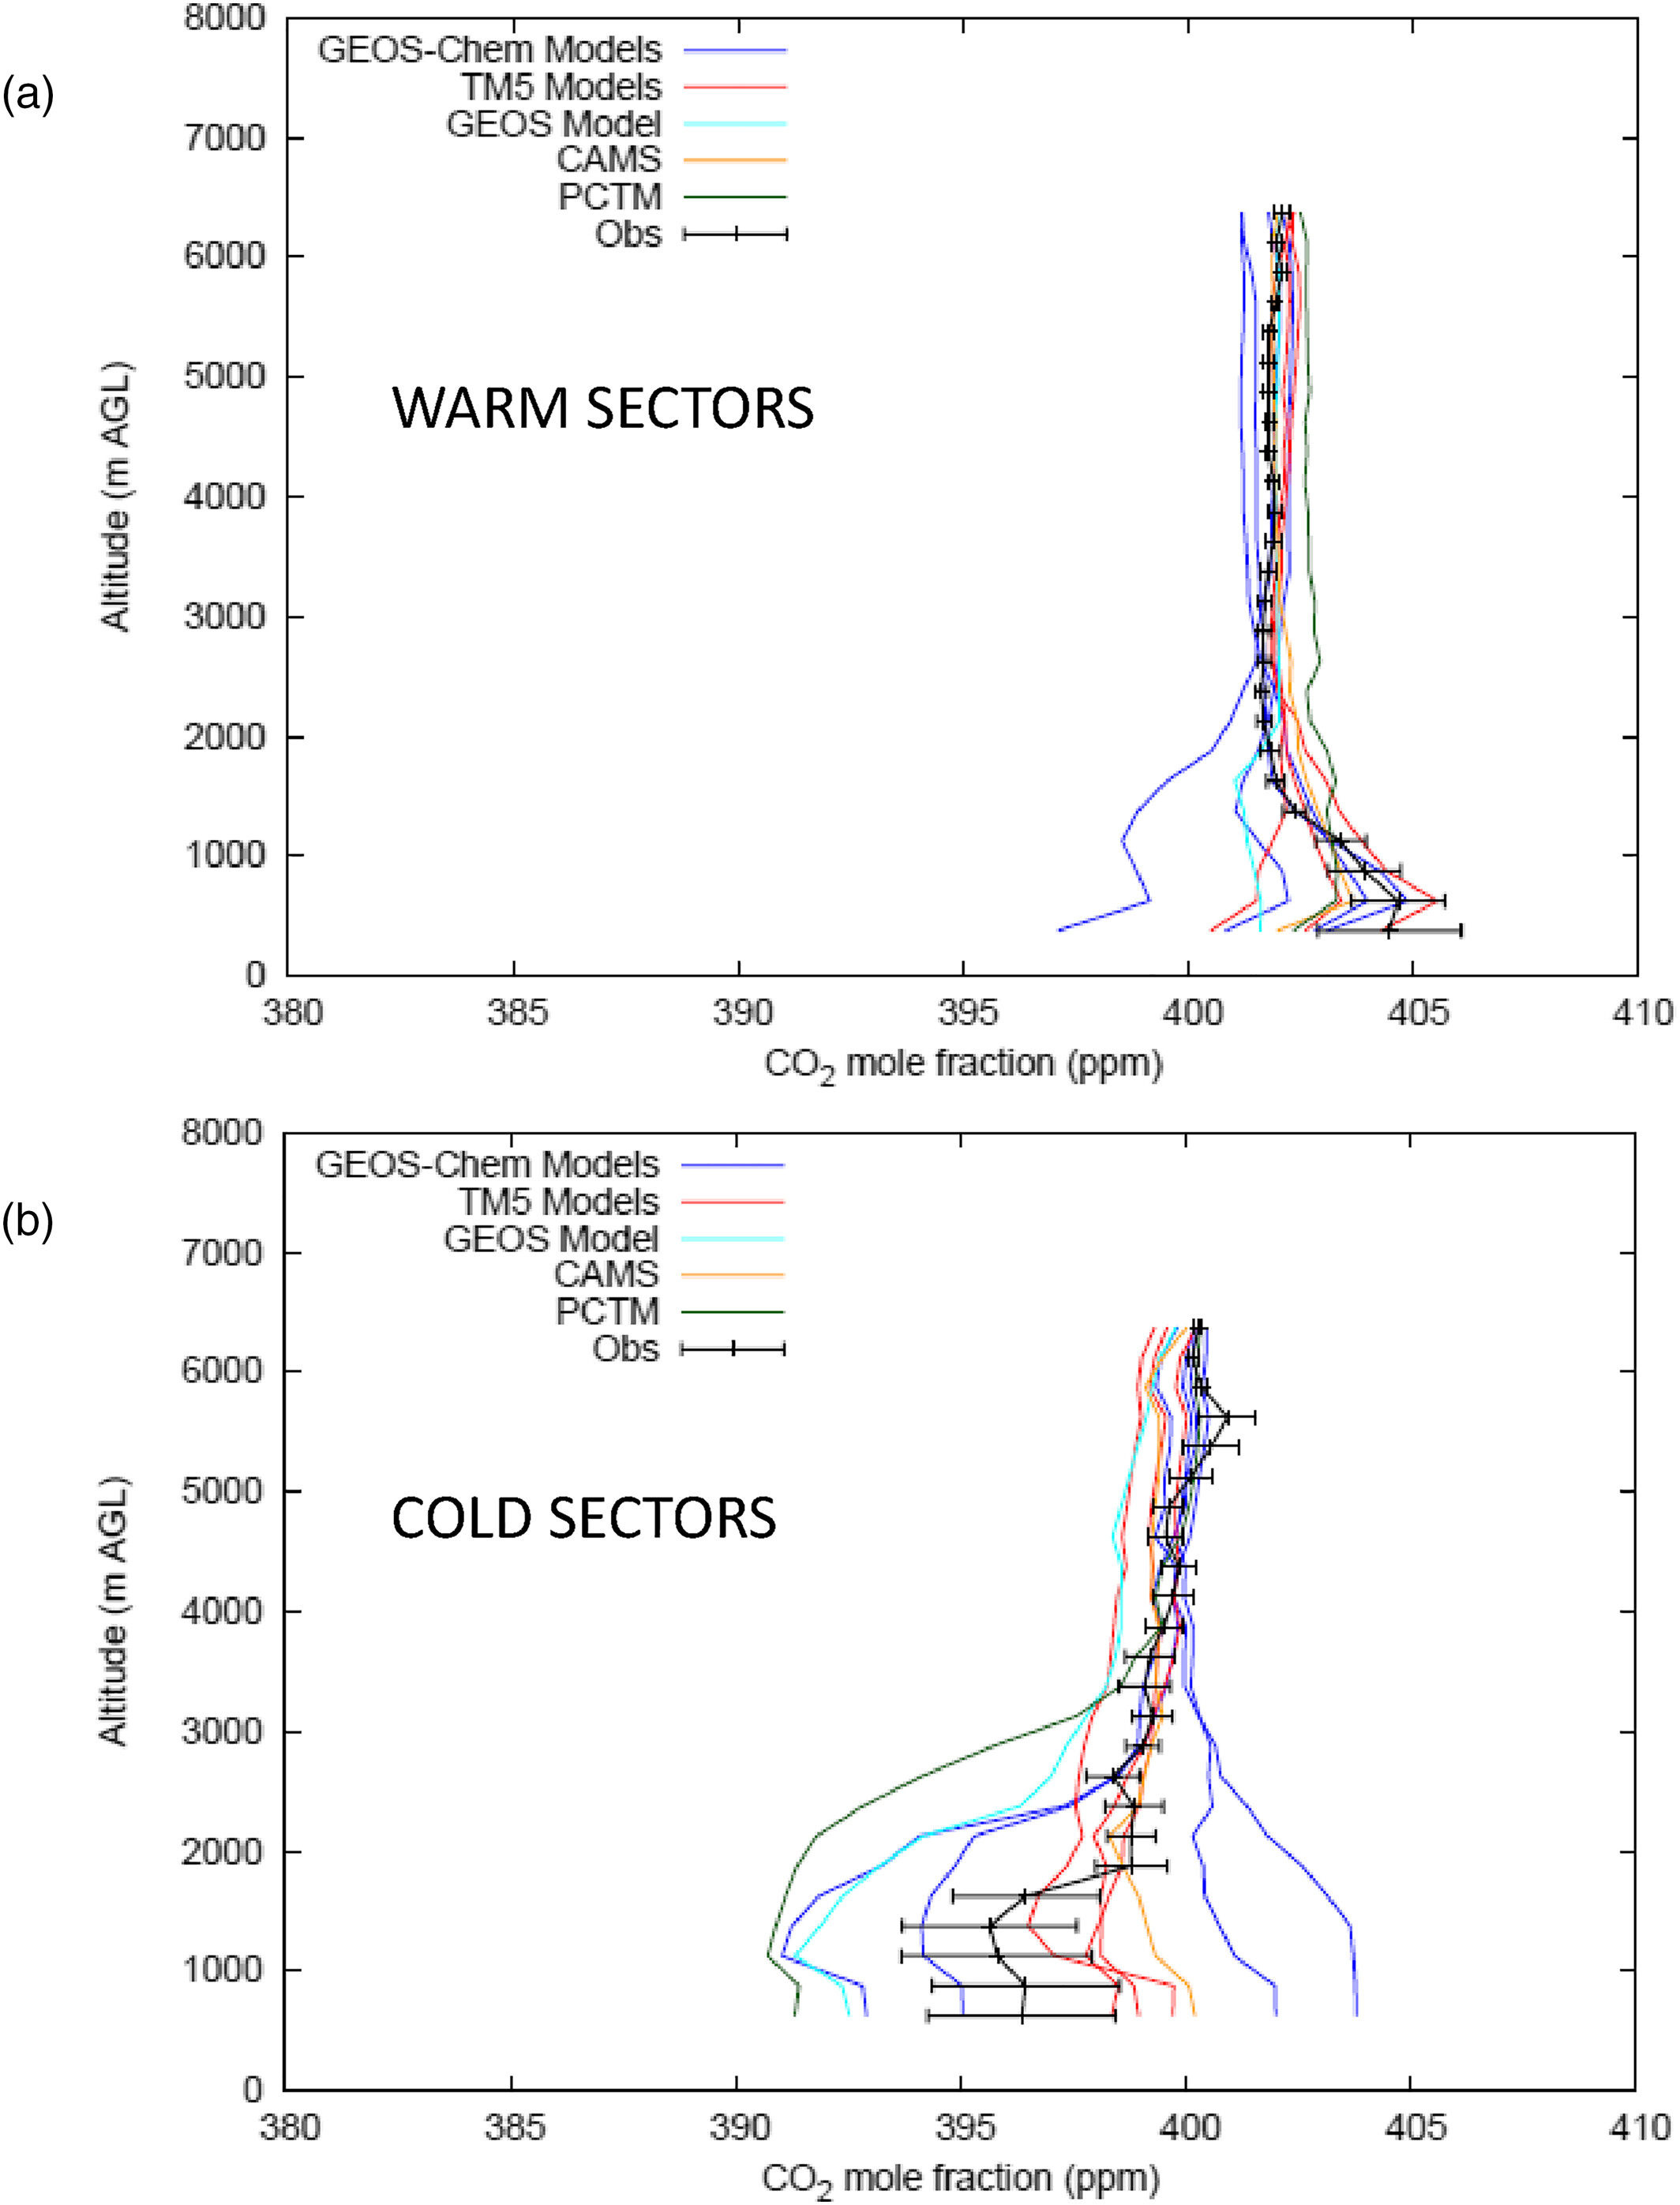 (a)
8000
7000
6000
5000
4000
3000
2000
1000
0
Altitude (m AGL)
GEOS-Chem Models
TM5 Models
GEOS Model
CAMS
PCTM
Obs
WARM SECTORS
380 385 390 395 400 405 410
CO2 mole fraction (ppm)
(b)
8000
7000
6000
5000
4000
3000
2000
1000
0
Altitude (m AGL)
GEOS-Chem Models
TM5 Models
GEOS Model
CAMS
PCTM
Obs
COLD SECTORS
380 385 390 395 400 405 410
CO2 mole fraction (ppm)